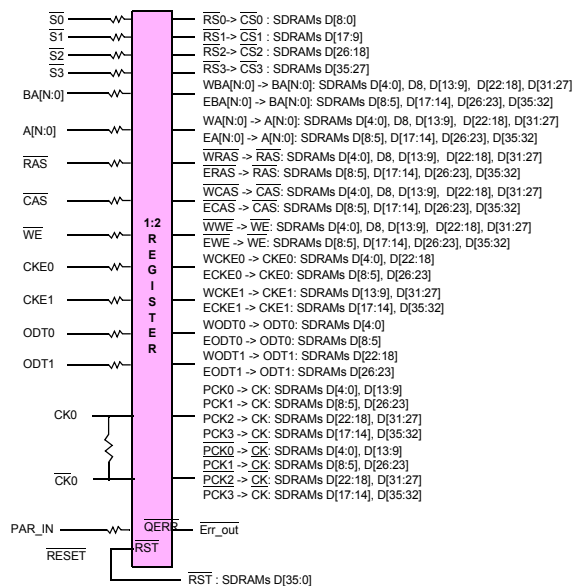 S0
RS0-> CS0 : SDRAMs D[8:0]
S1
RS1-> CS1 : SDRAMs D[17:9]
S2
RS2-> CS2 : SDRAMs D[26:18]
S3
RS3-> CS3 : SDRAMs D[35:27]
BA[N:0]
WBA[N:0] -> BA[N:0]: SDRAMs D[4:0], D8, D[13:9], D[22:18], D[31:27]
EBA[N:0] -> BA[N:0]: SDRAMs D[8:5], D[17:14], D[26:23], D[35:32]
A[N:0]
WA[N:0] -> A[N:0]: SDRAMs D[4:0], D8, D[13:9], D[22:18], D[31:27]
EA[N:0] -> A[N:0]: SDRAMs D[8:5], D[17:14], D[26:23], D[35:32]
RAS
WRAS -> RAS: SDRAMs D[4:0], D8, D[13:9], D[22:18], D[31:27]
ERAS -> RAS: SDRAMs D[8:5], D[17:14], D[26:23], D[35:32]
CAS
WCAS -> CAS: SDRAMs D[4:0], D8, D[13:9], D[22:18], D[31:27]
ECAS -> CAS: SDRAMs D[8:5], D[17:14], D[26:23], D[35:32]
WE
WWE -> WE: SDRAMs D[4:0], D8, D[13:9], D[22:18], D[31:27]
EWE -> WE: SDRAMs D[8:5], D[17:14], D[26:23], D[35:32]
CKE0
WCKE0 -> CKE0: SDRAMs D[4:0], D[22:18]
ECKE0 -> CKE0: SDRAMs D[8:5], D[26:23]
CKE1
WCKE1 -> CKE1: SDRAMs D[13:9], D[31:27]
ECKE1 -> CKE1: SDRAMs D[17:14], D[35:32]
ODT0
WODT0 -> ODT0: SDRAMs D[4:0]
EODT0 -> ODT0: SDRAMs D[8:5]
ODT1
WODT1 -> ODT1: SDRAMs D[22:18]
EODT1 -> ODT1: SDRAMs D[26:23]
1:2
REGISTER
CK0
PCK0 -> CK: SDRAMs D[4:0], D[13:9]
PCK1 -> CK: SDRAMs D[8:5], D[26:23]
PCK2 -> CK: SDRAMs D[22:18], D[31:27]
PCK3 -> CK: SDRAMs D[17:14], D[35:32]
CK0
PCK0 -> CK: SDRAMs D[4:0], D[13:9]
PCK1 -> CK: SDRAMs D[8:5], D[26:23]
PCK2 -> CK: SDRAMs D[22:18], D[31:27]
PCK3 -> CK: SDRAMs D[17:14], D[35:32]
PAR_IN
QERR
Err_out
RESET
RST
RST : SDRAMs D[35:0]